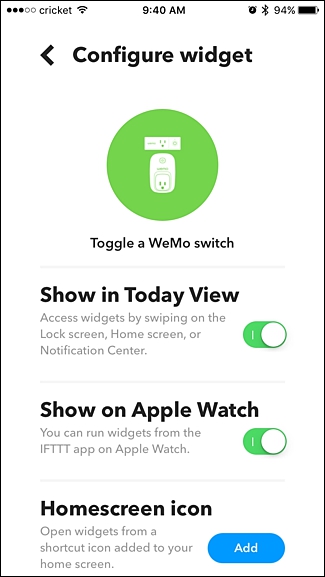 cricket 9:40 AM 94%
Configure widget
Toggle a WeMo switch
Show in Today View
Access widgets by swiping on the
Lock screen, Home screen, or
Notification Center.
Show on Apple Watch
You can run widgets from the
IFTTT app on Apple Watch.
Homescreen icon
Open widgets from a
shortcut icon added to your
home screen.
Add